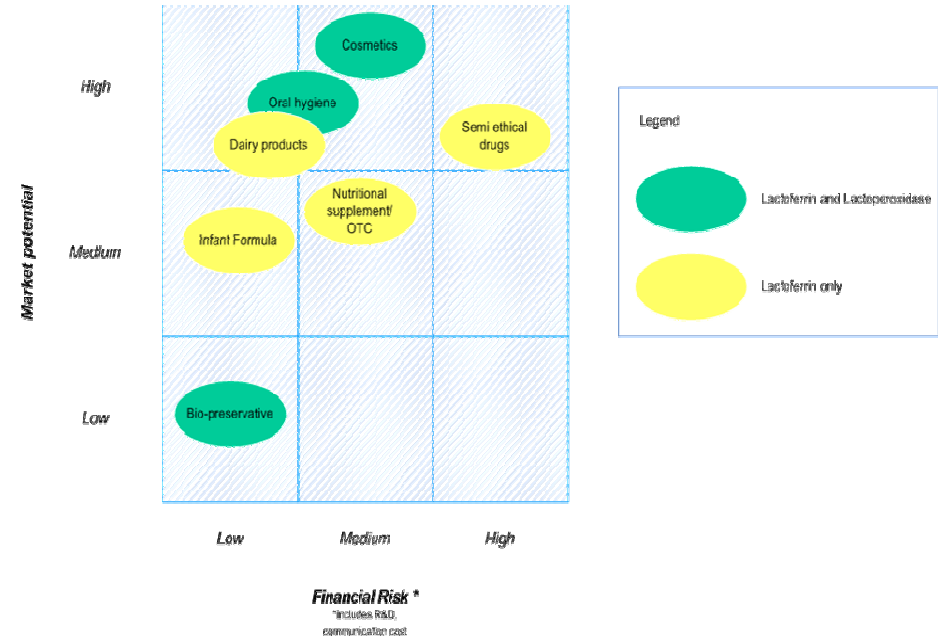 Cosmetics
High
Oral hygiene
Dairy products
Semi ethical
drugs
Legend
Lactoferrin and Lactoperoxidase
Market potential
Nutritional
supplement/
OTC
Infant Formula
Medium
Lactoferrin only
Bio-preservative
Low
Low
Medium
High
Financial Risk *
*Includes R&D,
communication cost